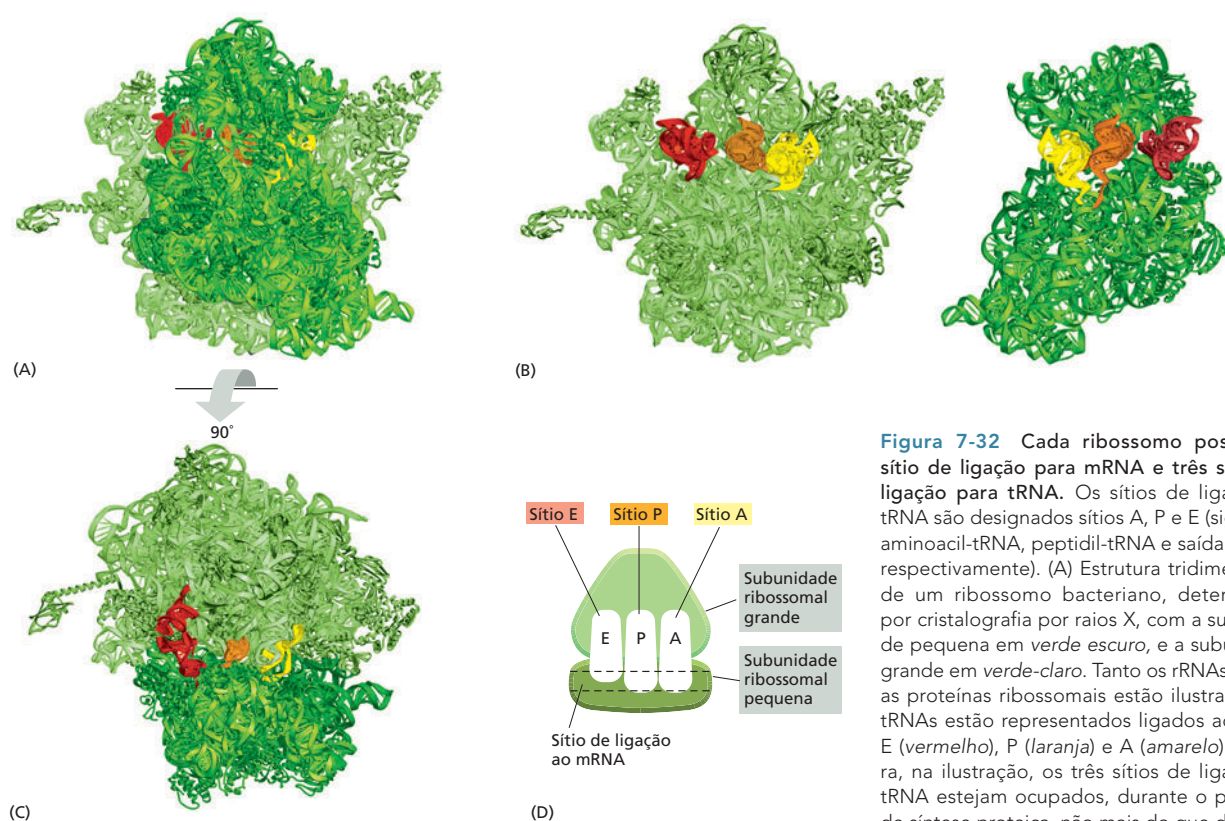 (A)
(B)
90°
(C)
Sítio E
Sítio P
Sítio A
E
P
A
Subunidade
ribossomal
grande
Subunidade
ribossomal
pequena
Sítio de ligação
ao mRNA
(D)
Figura 7-32 Cada ribossomo pos
sítio de ligação para mRNA e três s
ligação para tRNA. Os sítios de liga
tRNA são designados sítios A, P e E (si
aminoacil-tRNA, peptidil-tRNA e saída
respectivamente). (A) Estrutura tridime
de um ribossomo bacteriano, deter
por cristalografia por raios X, com a su
de pequena em verde escuro, e a subu
grande em verde-claro. Tanto os rRNAs
as proteínas ribossomais estão ilustra
tRNAs estão representados ligados ao
E (vermelho), P (laranja) e A (amarelo)
ra, na ilustração, os três sítios de liga
tRNA estejam ocupados, durante o p